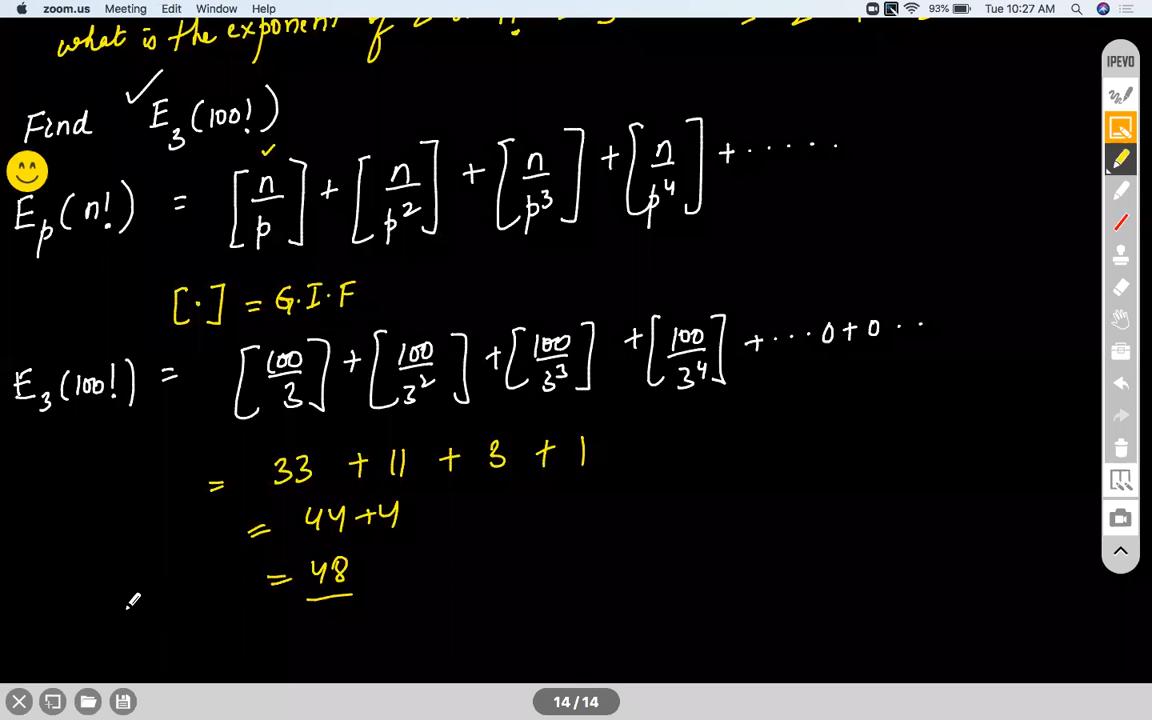 zoom.us Meeting Edit Window Help 93% Tue 10:27 AM
what is the exponent of
IPEVO
Find E₃(100!)
Eₚ(n!) = [n/p] + [n/p²] + [n/p³] + [n/p⁴] + .....
[·] = G.I.F
E₃(100!) = [100/3] + [100/3²] + [100/3³] + [100/3⁴] + ... 0 + 0 ..
= 33 + 11 + 3 + 1
= 44 + 4
= 48
14 / 14